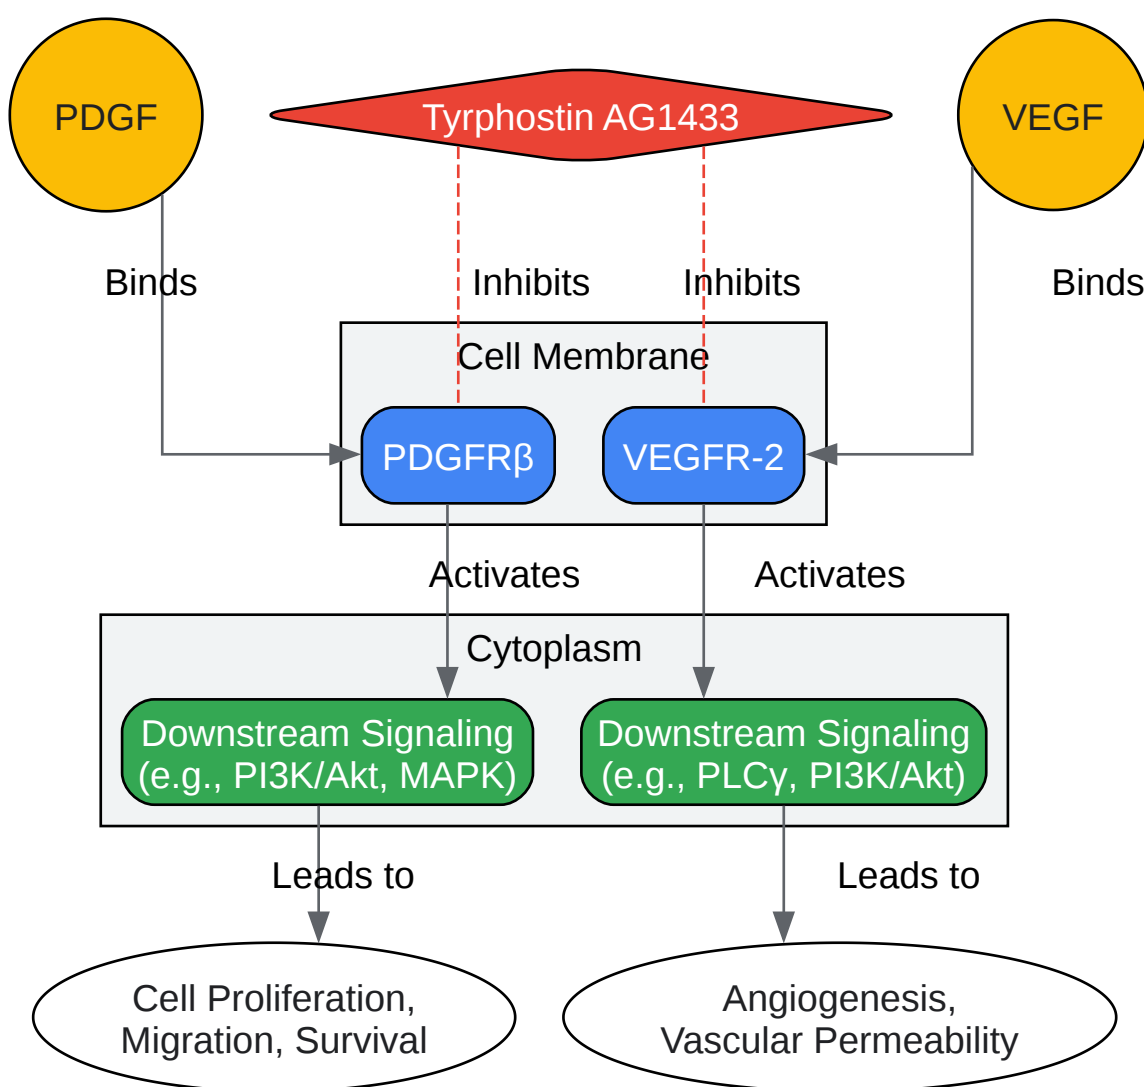 PDGF
Tyrphostin AG1433
VEGF
Binds
Inhibits
Inhibits
Binds
Cell Membrane
PDGFRβ
VEGFR-2
Activates
Activates
Cytoplasm
Downstream Signaling
(e.g., PI3K/Akt, MAPK)
Downstream Signaling
(e.g., PLCγ, PI3K/Akt)
Leads to
Leads to
Cell Proliferation,
Migration, Survival
Angiogenesis,
Vascular Permeability